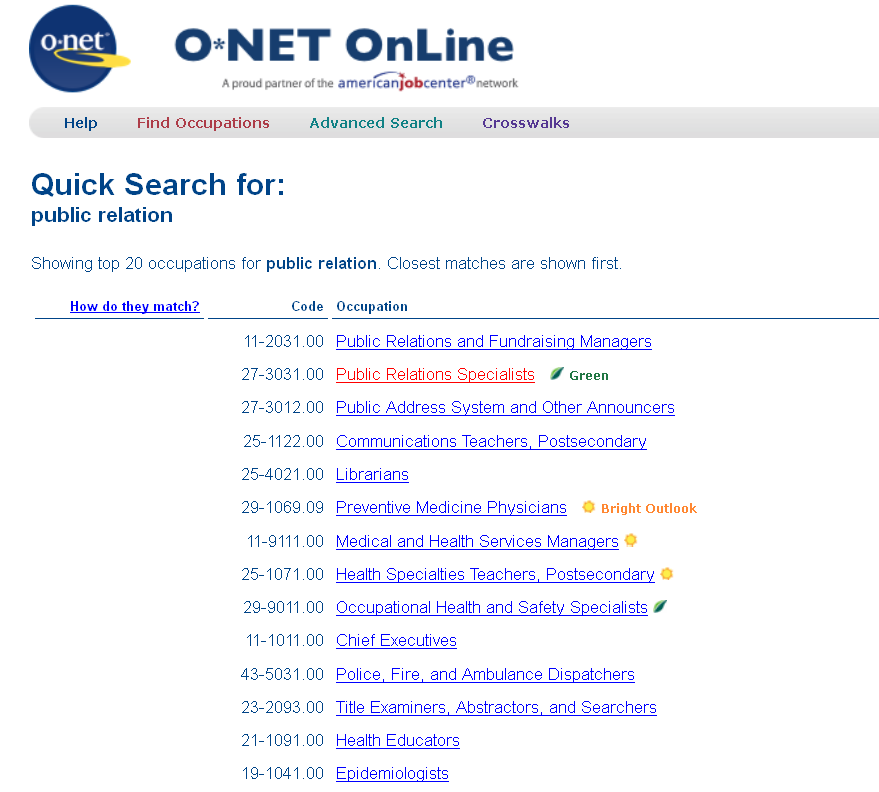 o·net®
O*NET OnLine
A proud partner of the americanjobcenter® network
Help Find Occupations Advanced Search Crosswalks
Quick Search for:
public relation
Showing top 20 occupations for public relation. Closest matches are shown first.
How do they match? Code Occupation
11-2031.00 Public Relations and Fundraising Managers
27-3031.00 Public Relations Specialists Green
27-3012.00 Public Address System and Other Announcers
25-1122.00 Communications Teachers, Postsecondary
25-4021.00 Librarians
29-1069.09 Preventive Medicine Physicians Bright Outlook
11-9111.00 Medical and Health Services Managers
25-1071.00 Health Specialties Teachers, Postsecondary
29-9011.00 Occupational Health and Safety Specialists
11-1011.00 Chief Executives
43-5031.00 Police, Fire, and Ambulance Dispatchers
23-2093.00 Title Examiners, Abstractors, and Searchers
21-1091.00 Health Educators
19-1041.00 Epidemiologists